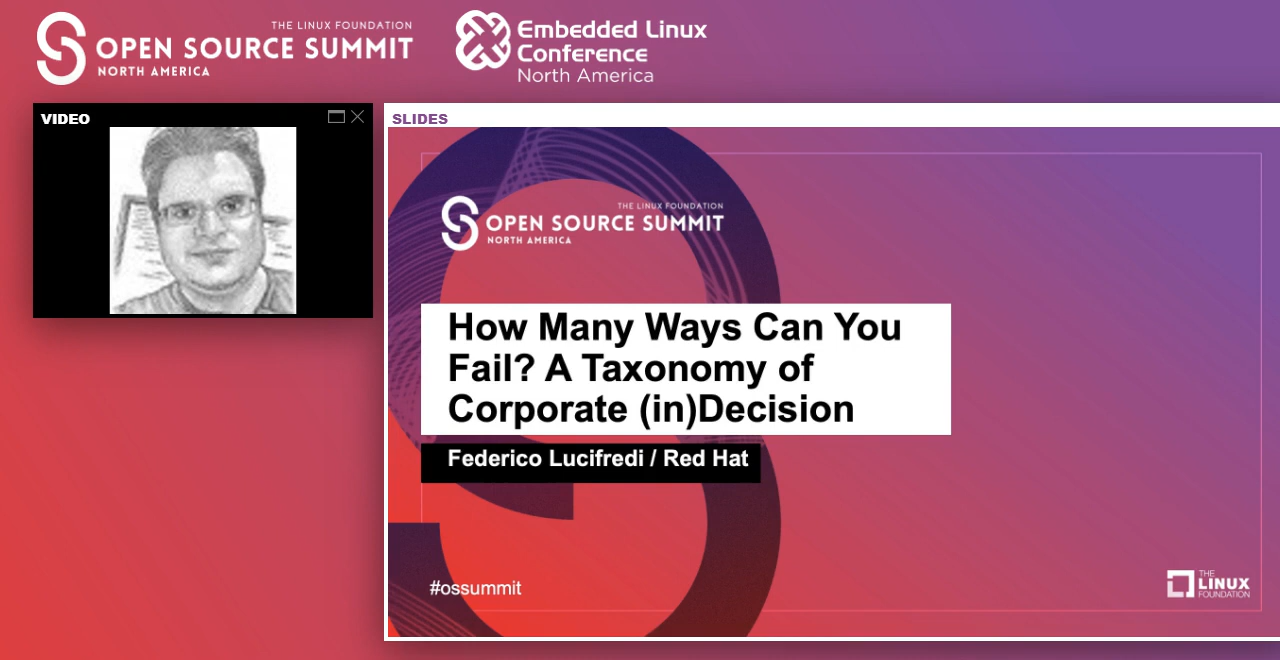 THE LINUX FOUNDATION
OPEN SOURCE SUMMIT
NORTH AMERICA
Embedded Linux
Conference
North America
VIDEO
SLIDES
THE LINUX FOUNDATION
OPEN SOURCE SUMMIT
NORTH AMERICA
How Many Ways Can You
Fail? A Taxonomy of
Corporate (in)Decision
Federico Lucifredi / Red Hat
#ossummit
THE
LINUX
FOUNDATION